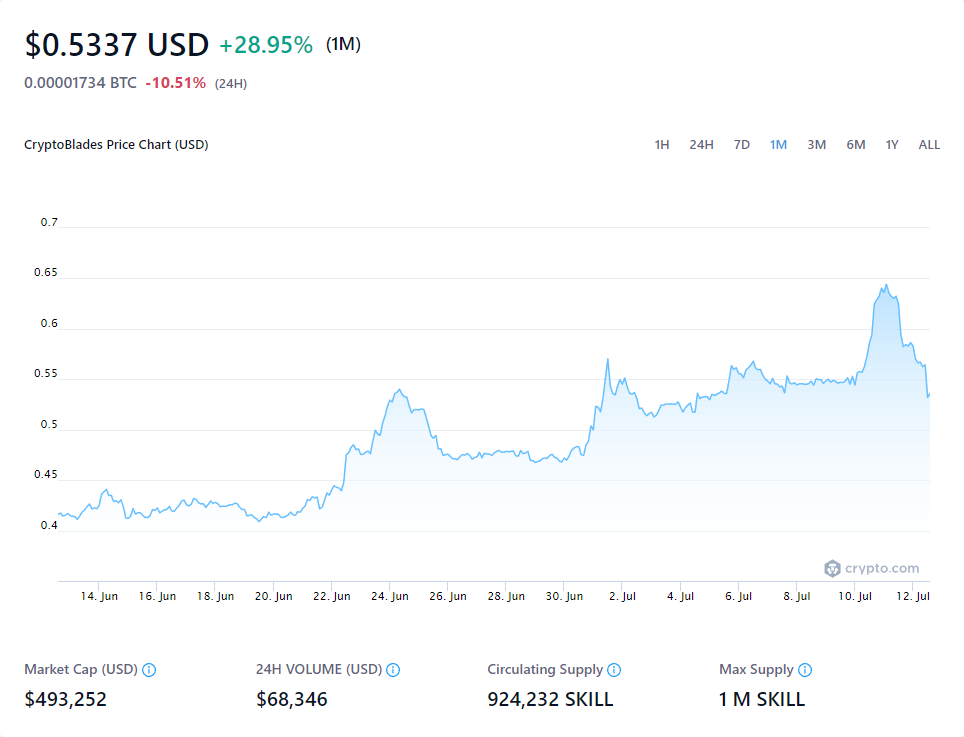 $0.5337 USD +28.95% (1M)
0.00001734 BTC -10.51% (24H)
CryptoBlades Price Chart (USD) 1H 24H 7D 1M 3M 6M 1Y ALL
0.7
0.65
0.6
0.55
0.5
0.45
0.4
crypto.com
14. Jun 16. Jun 18. Jun 20. Jun 22. Jun 24. Jun 26. Jun 28. Jun 30. Jun 2. Jul 4. Jul 6. Jul 8. Jul 10. Jul 12. Jul
Market Cap (USD) 24H VOLUME (USD) Circulating Supply Max Supply
$493,252 $68,346 924,232 SKILL 1 M SKILL